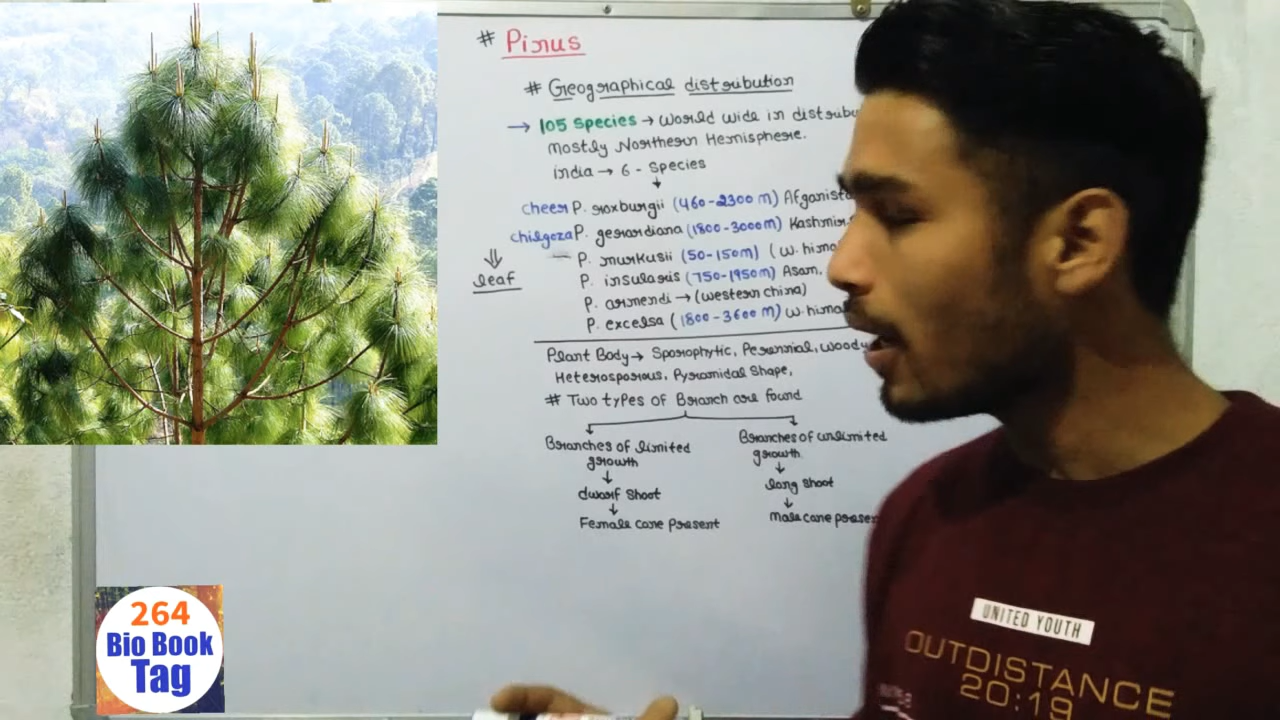 # Pinus
# Geographical distribution
→ 105 Species → world wide in distribu
mostly Northern Hemisphere.
india → 6 - Species
↓
cheer P. roxburgii (460-2300 m) Afganista
chilgoza P. gerardiana (1800-3000m) Kashmir
⇓
leaf
P. murkusii (50-150m) (w. hima
P. insularis (750-1950m) Asam,
P. armendi → (western china)
P. excelsa (1800-3600m) w. hima
Plant Body → Sporophytic, Perennial, woody
Heterosporous, Pyramidal Shape,
# Two types of Branch are found
Branches of limited growth
↓
dwarf shoot
↓
Female cone Present
Branches of unlimited growth
↓
long shoot
↓
male cone presen
264
Bio Book
Tag
UNITED YOUTH
OUTDISTANCE
20:19